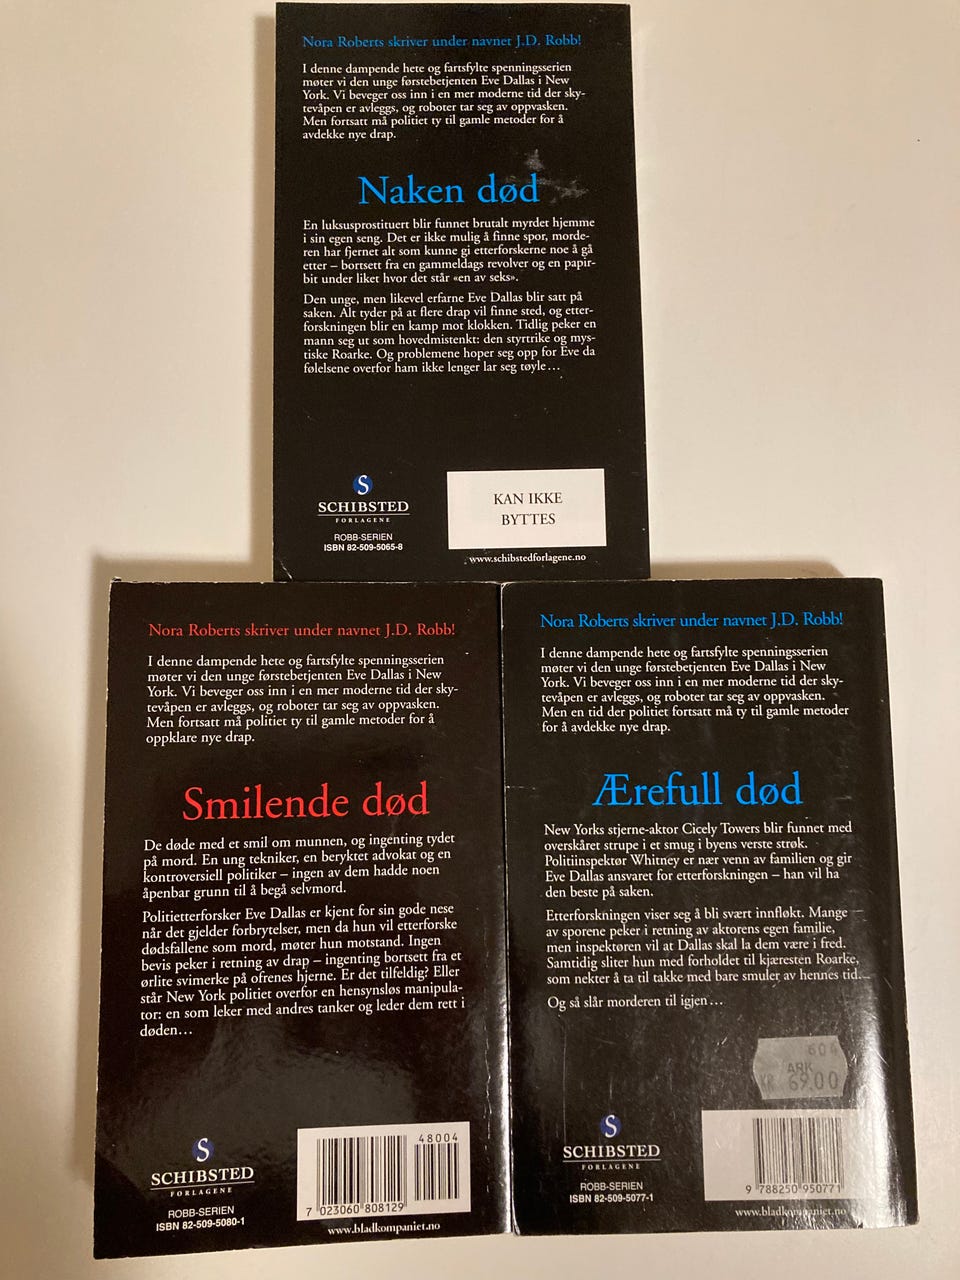 Nora Roberts skriver under navnet J.D. Robb!
I denne dampende hete og fartsfylte spenningsserien
møter vi den unge førstebetjenten Eve Dallas i New
York. Vi beveger oss inn i en mer moderne tid der sky-
tevåpen er avleggs, og roboter tar seg av oppvasken.
Men fortsatt må politiet ty til gamle metoder for å
avdekke nye drap.
Naken død
En luksusprostituert blir funnet brutalt myrdet hjemme
i sin egen seng. Det er ikke mulig å finne spor, morde-
ren har fjernet alt som kunne gi etterforskerne noe å gå
etter – bortsett fra en gammeldags revolver og en papir-
bit under liket hvor det står «en av seks».
Den unge, men likevel erfarne Eve Dallas blir satt på
saken. Alt tyder på at flere drap vil finne sted, og etter-
forskningen blir en kamp mot klokken. Tidlig peker en
mann seg ut som hovedmistenkt: den styrtrike og mys-
tiske Roarke. Og problemene hoper seg opp for Eve da
følelsene overfor ham ikke lenger lar seg tøyle…
S
SCHIBSTED
FORLAGENE
ROBB-SERIEN
ISBN 82-509-5065-8
KAN IKKE
BYTTES
www.schibstedforlagene.no
Nora Roberts skriver under navnet J.D. Robb!
I denne dampende hete og fartsfylte spenningsserien
møter vi den unge førstebetjenten Eve Dallas i New
York. Vi beveger oss inn i en mer moderne tid der sky-
tevåpen er avleggs, og roboter tar seg av oppvasken.
Men fortsatt må politiet ty til gamle metoder for å
oppklare nye drap.
Smilende død
De døde med et smil om munnen, og ingenting tydet
på mord. En ung tekniker, en beryktet advokat og en
kontroversiell politiker – ingen av dem hadde noen
åpenbar grunn til å begå selvmord.
Politietterforsker Eve Dallas er kjent for sin gode nese
når det gjelder forbrytelser, men da hun vil etterforske
dødsfallene som mord, møter hun motstand. Ingen
bevis peker i retning av drap – ingenting bortsett fra et
ørlite svimerke på ofrenes hjerne. Er det tilfeldig? Eller
står New York politiet overfor en hensynsløs manipula-
tor: en som leker med andres tanker og leder dem rett i
døden…
S
SCHIBSTED
FORLAGENE
ROBB-SERIEN
ISBN 82-509-5080-1
48004
7 023060 808129
www.bladkompaniet.no
Nora Roberts skriver under navnet J.D. Robb!
I denne dampende hete og fartsfylte spenningsserien
møter vi den unge førstebetjenten Eve Dallas i New
York. Vi beveger oss inn i en mer moderne tid der sky-
tevåpen er avleggs, og roboter tar seg av oppvasken.
Men en tid der politiet fortsatt må ty til gamle metoder
for å avdekke nye drap.
Ærefull død
New Yorks stjerne-aktor Cicely Towers blir funnet med
overskåret strupe i et smug i byens verste strøk.
Politiinspektør Whitney er nær venn av familien og gir
Eve Dallas ansvaret for etterforskningen – han vil ha
den beste på saken.
Etterforskningen viser seg å bli svært innfløkt. Mange
av sporene peker i retning av aktorens egen familie,
men inspektøren vil at Dallas skal la dem være i fred.
Samtidig sliter hun med forholdet til kjæresten Roarke,
som nekter å ta til takke med bare smuler av hennes tid.
Og så slår morderen til igjen…
604
ARK
KR 69.00
S
SCHIBSTED
FORLAGENE
ROBB-SERIEN
ISBN 82-509-5077-1
9 788250 950771
www.bladkompaniet.no